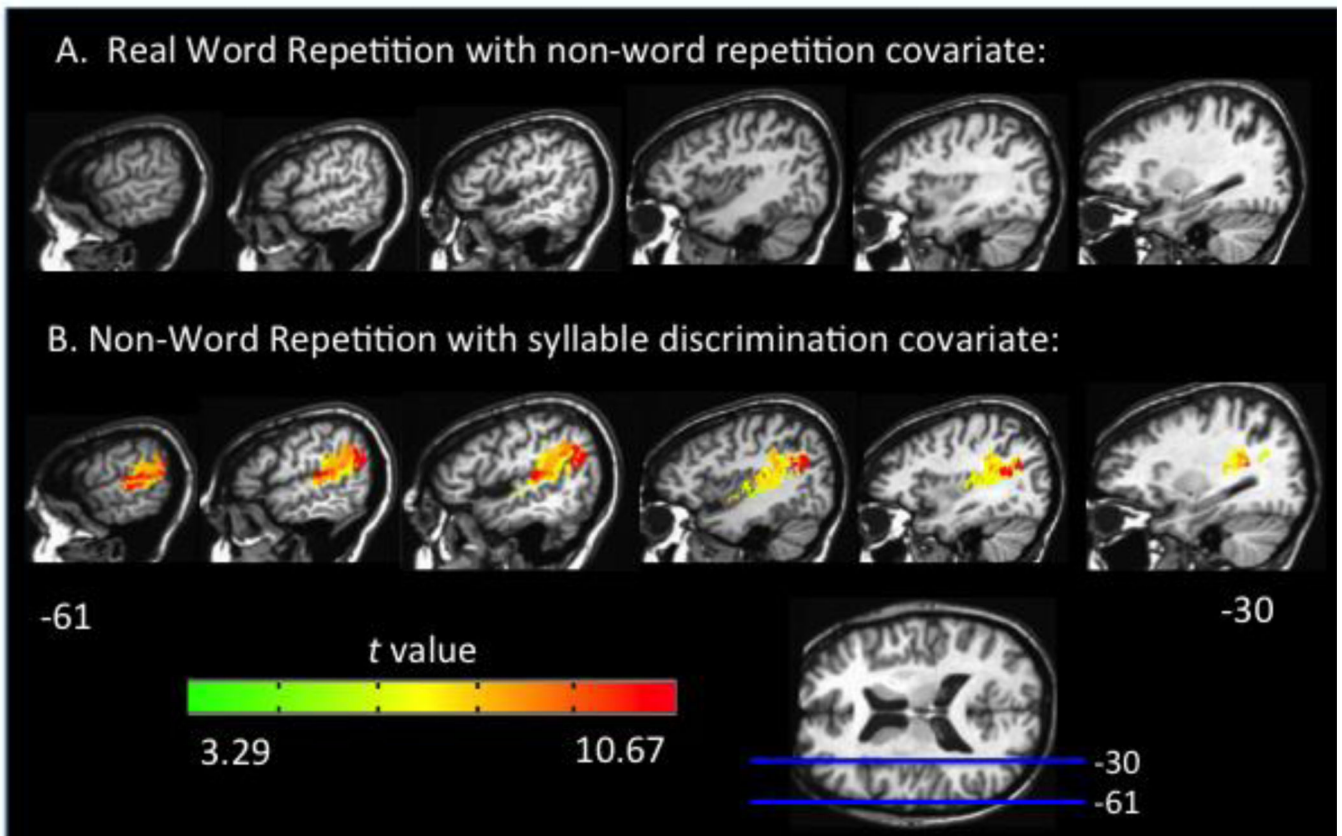 A. Real Word Repetition with non-word repetition covariate:
B. Non-Word Repetition with syllable discrimination covariate:
-61
-30
t value
3.29
10.67
-30
-61